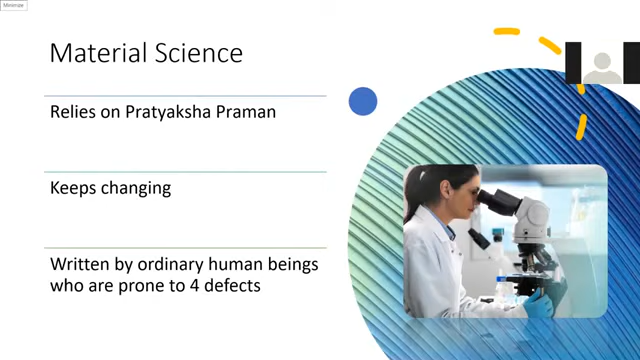 Material Science
Relies on Pratyaksha Praman
Keeps changing
Written by ordinary human beings
who are prone to 4 defects